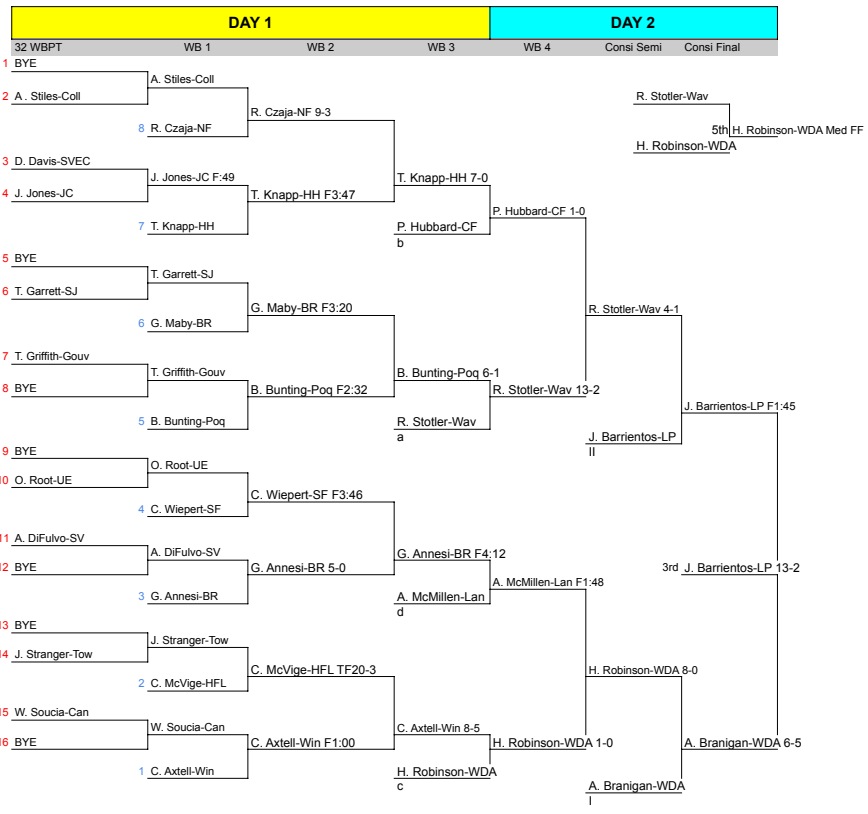 DAY 1
DAY 2
32 WBPT
WB 1
WB 2
WB 3
WB 4
Consi Semi
Consi Final
1 BYE
A. Stiles-Coll
2 A . Stiles-Coll
R. Stotler-Wav
R. Czaja-NF 9-3
8 R. Czaja-NF
5th H. Robinson-WDA Med FF
H. Robinson-WDA
3 D. Davis-SVEC
J. Jones-JC F:49
T. Knapp-HH 7-0
4 J. Jones-JC
T. Knapp-HH F3:47
P. Hubbard-CF 1-0
7 T. Knapp-HH
P. Hubbard-CF
b
5 BYE
T. Garrett-SJ
6 T. Garrett-SJ
G. Maby-BR F3:20
R. Stotler-Wav 4-1
6 G. Maby-BR
7 T. Griffith-Gouv
T. Griffith-Gouv
B. Bunting-Poq 6-1
8 BYE
B. Bunting-Poq F2:32
R. Stotler-Wav 13-2
J. Barrientos-LP F1:45
5 B. Bunting-Poq
R. Stotler-Wav
a
J. Barrientos-LP
II
9 BYE
O. Root-UE
10 O. Root-UE
C. Wiepert-SF F3:46
4 C. Wiepert-SF
11 A. DiFulvo-SV
A. DiFulvo-SV
G. Annesi-BR F4:12
12 BYE
G. Annesi-BR 5-0
3rd J. Barrientos-LP 13-2
A. McMillen-Lan F1:48
3 G. Annesi-BR
A. McMillen-Lan
d
13 BYE
J. Stranger-Tow
14 J. Stranger-Tow
C. McVige-HFL TF20-3
H. Robinson-WDA 8-0
2 C. McVige-HFL
15 W. Soucia-Can
W. Soucia-Can
C. Axtell-Win 8-5
16 BYE
C. Axtell-Win F1:00
H. Robinson-WDA 1-0
A. Branigan-WDA 6-5
1 C. Axtell-Win
H. Robinson-WDA
c
A. Branigan-WDA
I